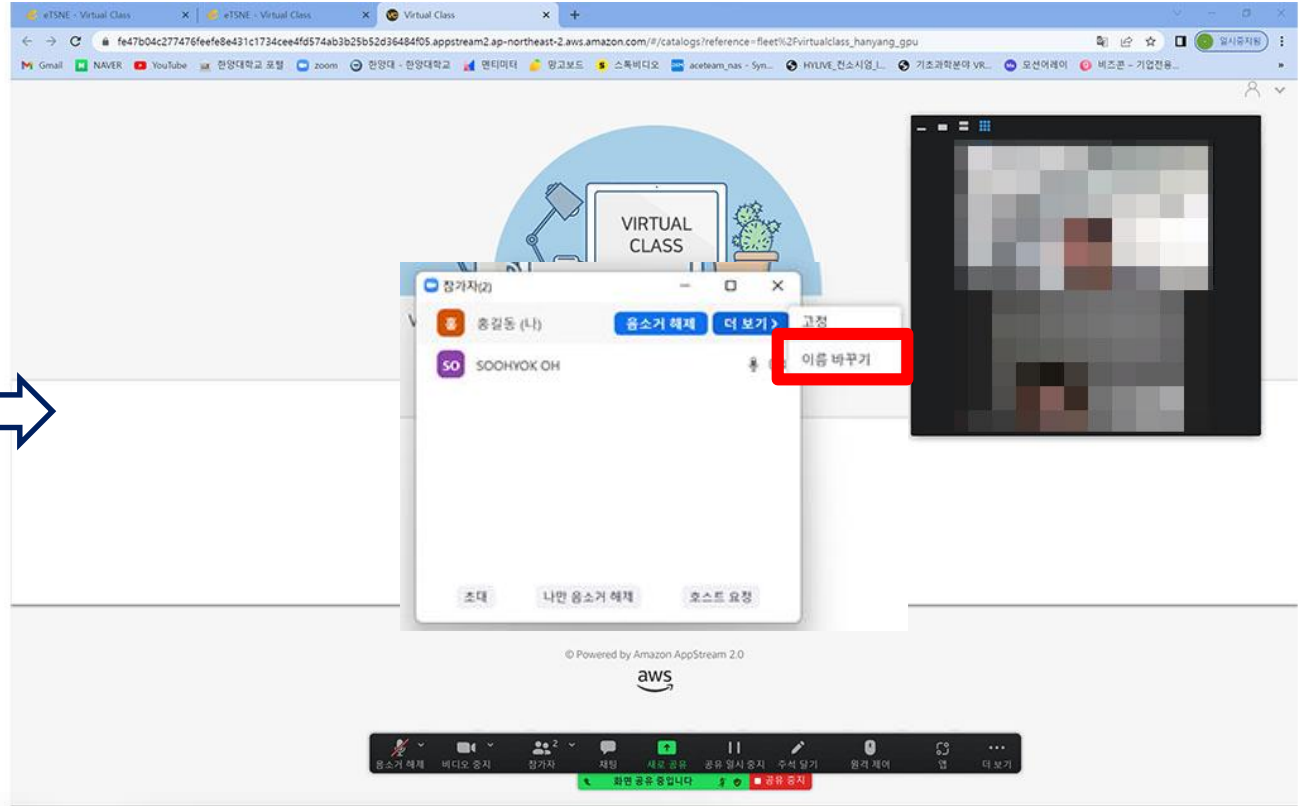 eTSNE - Virtual Class
eTSNE - Virtual Class
Virtual Class
fe47b04c277476feefe8e431c1734cee4fd574ab3b25b52d36484f05.appstream2.ap-northeast-2.aws.amazon.com/#/catalogs?reference=fleet%2Fvirtualclass_hanyang_gpu
일시중지됨
Gmail NAVER YouTube 한양대학교 포털 zoom 한양대 - 한양대학교 멘티미터 망고보드 스톡비디오 aceteam_nas - Syn... HYLIVE_컨소시엄_I... 기초과학분야 VR... 모션어레이 비즈콘 – 기업전용...
VIRTUAL
CLASS
참가자(2)
홍 홍길동 (나) 음소거 해제 더 보기 > 고정
SO SOOHYOK OH 이름 바꾸기
초대 나만 음소거 해제 호스트 요청
© Powered by Amazon AppStream 2.0
aws
2
음소거 해제 비디오 중지 참가자 채팅 새로 공유 공유 일시 중지 주석 달기 원격 제어 앱 더 보기
화면 공유 중입니다 공유 중지